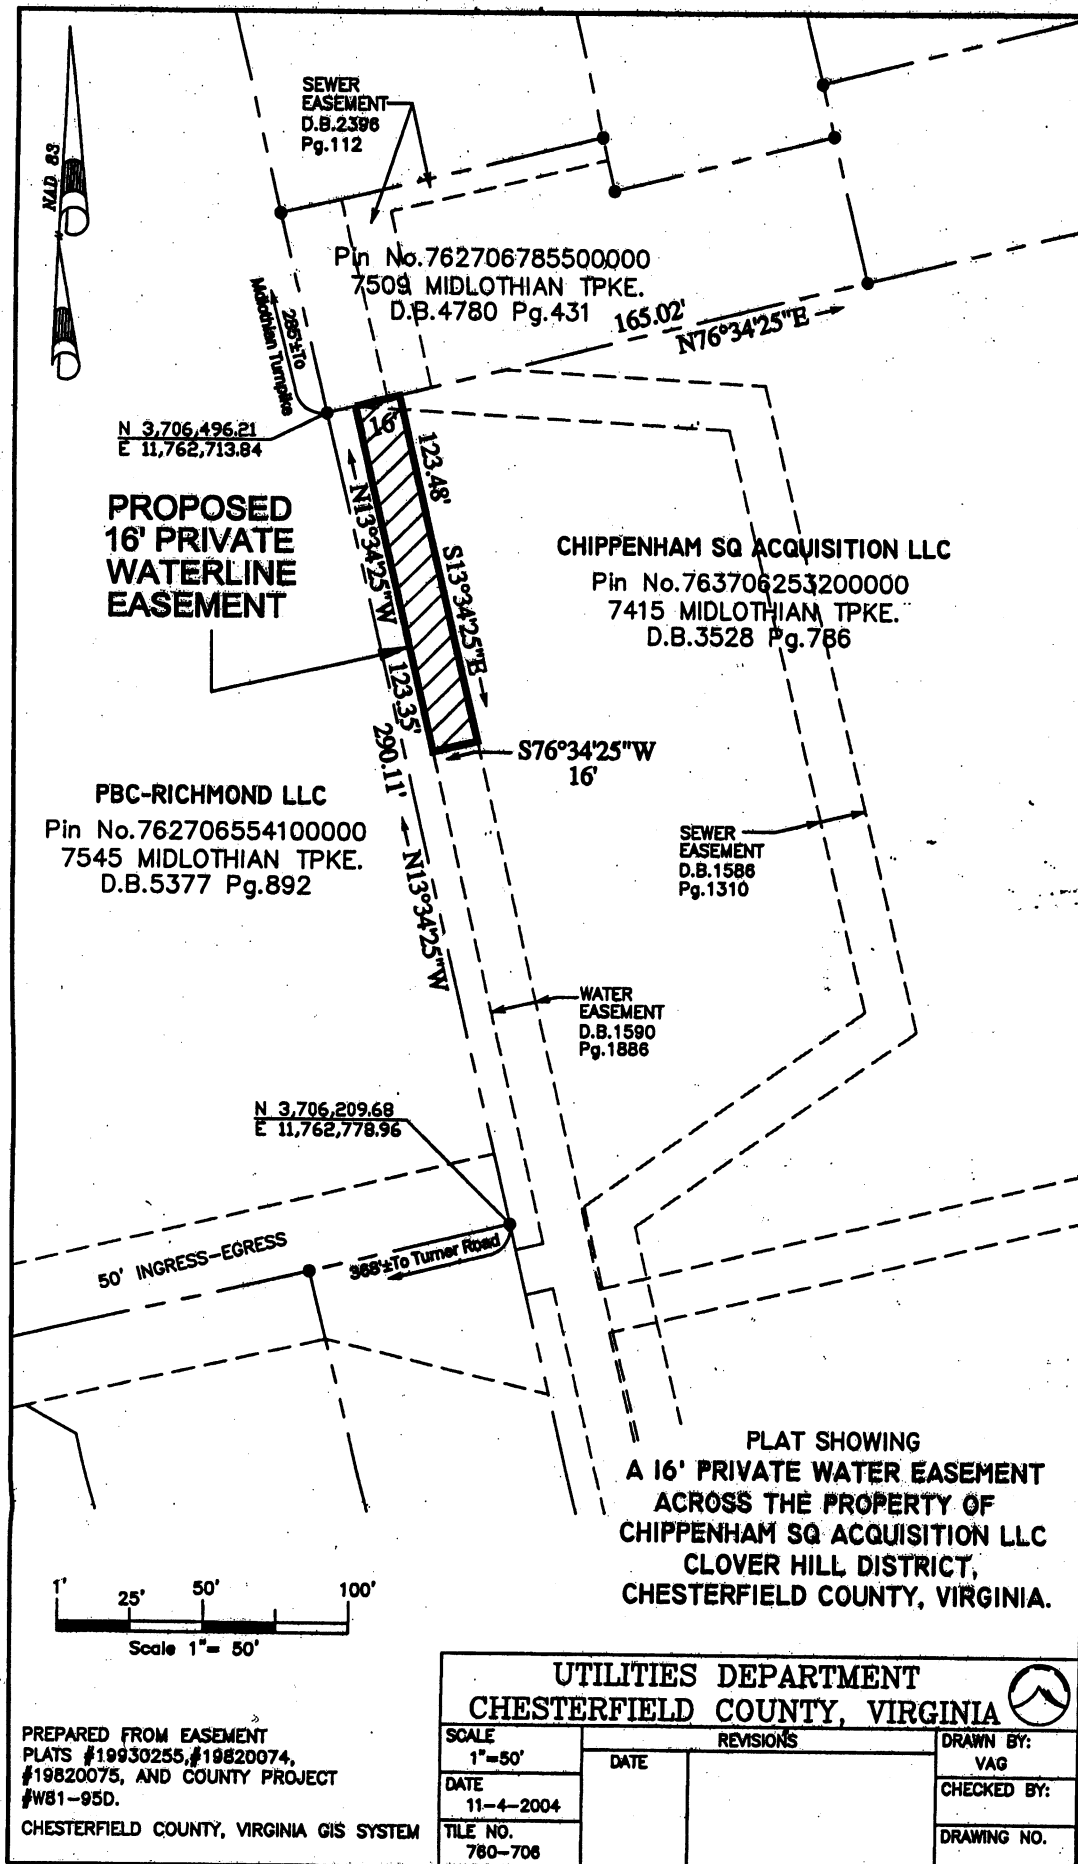 SEWER
EASEMENT
D.B.2396
Pg.112
NAD 83
Pin No.762706785500000
7509 MIDLOTHIAN TPKE.
D.B.4780 Pg.431
165.02'
N76°34'25"E
285'±To
Midlothian Turnpike
N 3,706,496.21
E 11,762,713.84
16'
123.48'
S13°34'25"E
N13°34'25"W
123.35'
PROPOSED
16' PRIVATE
WATERLINE
EASEMENT
CHIPPENHAM SQ ACQUISITION LLC
Pin No.763706253200000
7415 MIDLOTHIAN TPKE.
D.B.3528 Pg.786
S76°34'25"W
16'
290.11'
N13°34'25"W
PBC-RICHMOND LLC
Pin No.762706554100000
7545 MIDLOTHIAN TPKE.
D.B.5377 Pg.892
SEWER
EASEMENT
D.B.1586
Pg.1310
WATER
EASEMENT
D.B.1590
Pg.1886
N 3,706,209.68
E 11,762,778.96
50' INGRESS-EGRESS
368'±To Turner Road
PLAT SHOWING
A 16' PRIVATE WATER EASEMENT
ACROSS THE PROPERTY OF
CHIPPENHAM SQ ACQUISITION LLC
CLOVER HILL DISTRICT,
CHESTERFIELD COUNTY, VIRGINIA.
1' 25' 50' 100'
Scale 1"= 50'
PREPARED FROM EASEMENT
PLATS #19930255,#19820074,
#19820075, AND COUNTY PROJECT
#W81-95D.
CHESTERFIELD COUNTY, VIRGINIA GIS SYSTEM
UTILITIES DEPARTMENT
CHESTERFIELD COUNTY, VIRGINIA
SCALE
1"=50'
DATE
11-4-2004
TILE NO.
760-706
REVISIONS
DATE
DRAWN BY:
VAG
CHECKED BY:
DRAWING NO.